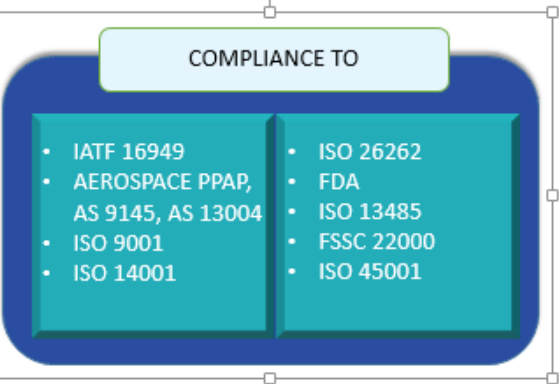 COMPLIANCE TO
• IATF 16949
• AEROSPACE PPAP,
AS 9145, AS 13004
• ISO 9001
• ISO 14001
• ISO 26262
• FDA
• ISO 13485
• FSSC 22000
• ISO 45001